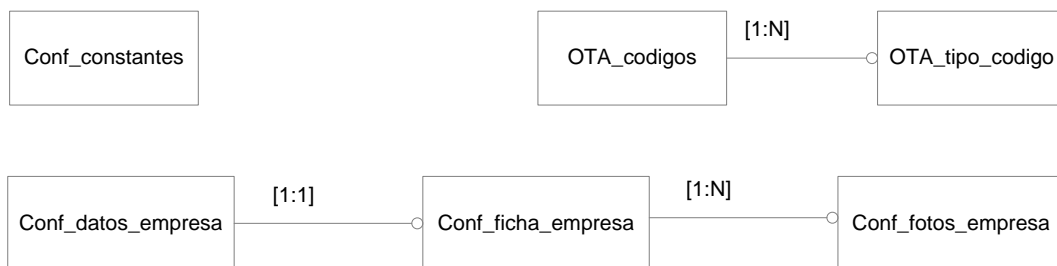 Conf_constantes
OTA_codigos
[1:N]
OTA_tipo_codigo
Conf_datos_empresa
[1:1]
Conf_ficha_empresa
[1:N]
Conf_fotos_empresa